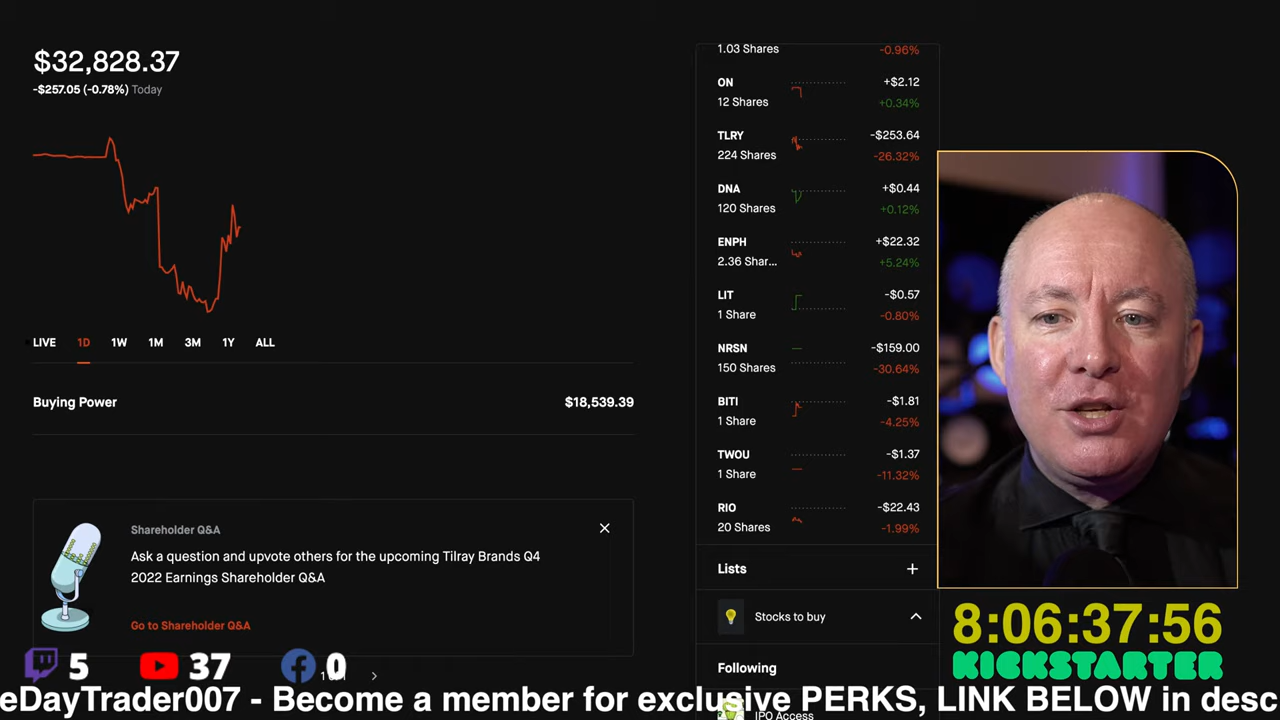 $32,828.37
-$257.05 (-0.78%) Today
LIVE 1D 1W 1M 3M 1Y ALL
Buying Power $18,539.39
Shareholder Q&A
Ask a question and upvote others for the upcoming Tilray Brands Q4
2022 Earnings Shareholder Q&A
Go to Shareholder Q&A
1.03 Shares -0.96%
ON +$2.12
12 Shares +0.34%
TLRY -$253.64
224 Shares -26.32%
DNA +$0.44
120 Shares +0.12%
ENPH +$22.32
2.36 Shar... +5.24%
LIT -$0.57
1 Share -0.80%
NRSN -$159.00
150 Shares -30.64%
BITI -$1.81
1 Share -4.25%
TWOU -$1.37
1 Share -11.32%
RIO -$22.43
20 Shares -1.99%
Lists +
Stocks to buy
Following
IPO Access
8:06:37:56
KICKSTARTER
5 37 0
eDayTrader007 - Become a member for exclusive PERKS, LINK BELOW in desc